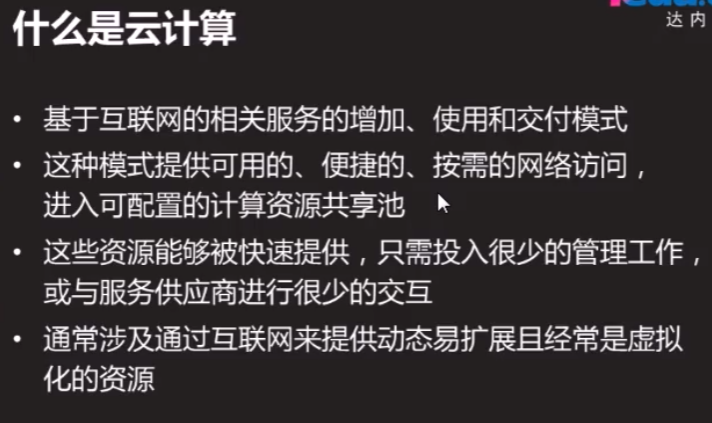 什么是云计算
达内
• 基于互联网的相关服务的增加、使用和交付模式
• 这种模式提供可用的、便捷的、按需的网络访问，
进入可配置的计算资源共享池
• 这些资源能够被快速提供，只需投入很少的管理工作，
或与服务供应商进行很少的交互
• 通常涉及通过互联网来提供动态易扩展且经常是虚拟
化的资源